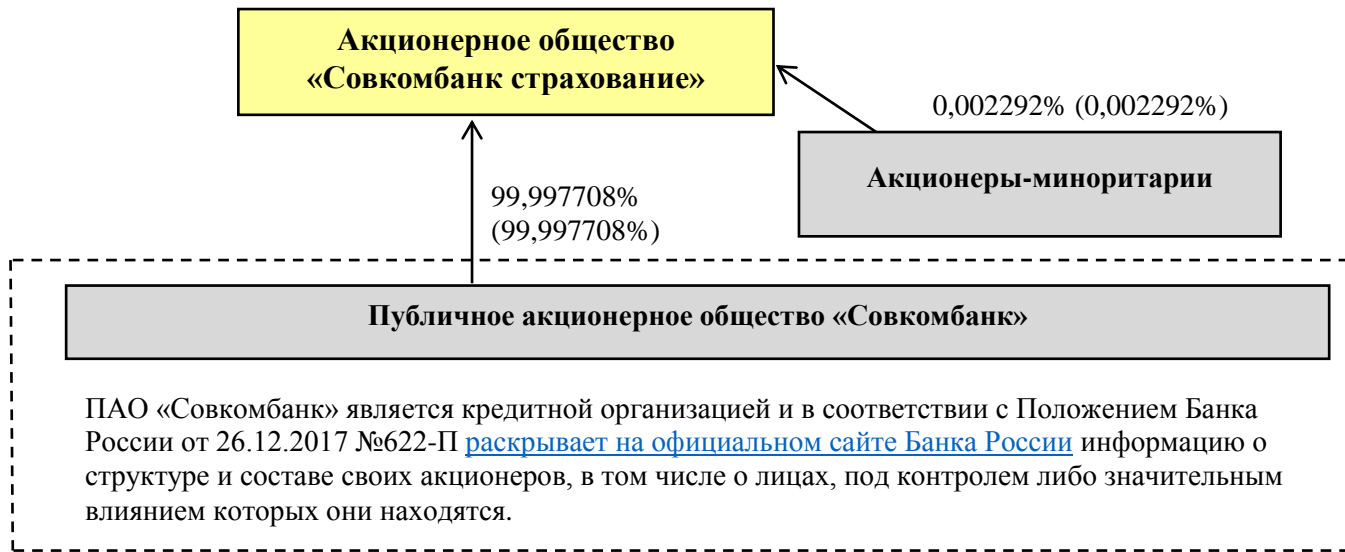 Акционерное общество
«Совкомбанк страхование»
0,002292% (0,002292%)
Акционеры-миноритарии
99,997708%
(99,997708%)
Публичное акционерное общество «Совкомбанк»
ПАО «Совкомбанк» является кредитной организацией и в соответствии с Положением Банка
России от 26.12.2017 №622-П раскрывает на официальном сайте Банка России информацию о
структуре и составе своих акционеров, в том числе о лицах, под контролем либо значительным
влиянием которых они находятся.